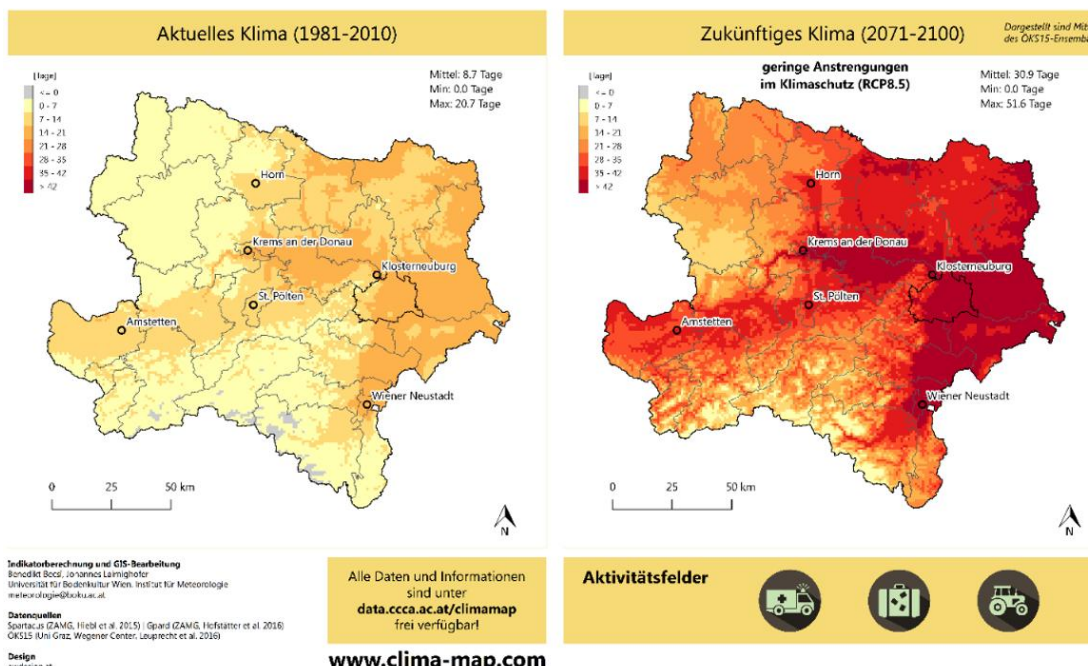 Aktuelles Klima (1981-2010)
[Tage]
<= 0
0 - 7
7 - 14
14 - 21
21 - 28
28 - 35
35 - 42
> 42
Mittel: 8.7 Tage
Min: 0.0 Tage
Max: 20.7 Tage
Horn
Krems an der Donau
Klosterneuburg
St. Pölten
Amstetten
Wiener Neustadt
0 25 50 km
N
Zukünftiges Klima (2071-2100)
Dargestellt sind Mit
des ÖKS15-Ensemb
geringe Anstrengungen
im Klimaschutz (RCP8.5)
[Tage]
<= 0
0 - 7
7 - 14
14 - 21
21 - 28
28 - 35
35 - 42
> 42
Mittel: 30.9 Tage
Min: 0.0 Tage
Max: 51.6 Tage
Horn
Krems an der Donau
Klosterneuburg
St. Pölten
Amstetten
Wiener Neustadt
0 25 50 km
N
Indikatorberechnung und GIS-Bearbeitung
Benedikt Becsi, Johannes Laimighofer
Universität für Bodenkultur Wien, Institut für Meteorologie
meteorologie@boku.ac.at
Datenquellen
Spartacus (ZAMG, Hiebl et al. 2015) | Gpard (ZAMG, Hofstätter et al. 2016)
ÖKS15 (Uni Graz, Wegener Center, Leuprecht et al. 2016)
Design
Alle Daten und Informationen
sind unter
data.ccca.ac.at/climamap
frei verfügbar!
www.clima-map.com
Aktivitätsfelder